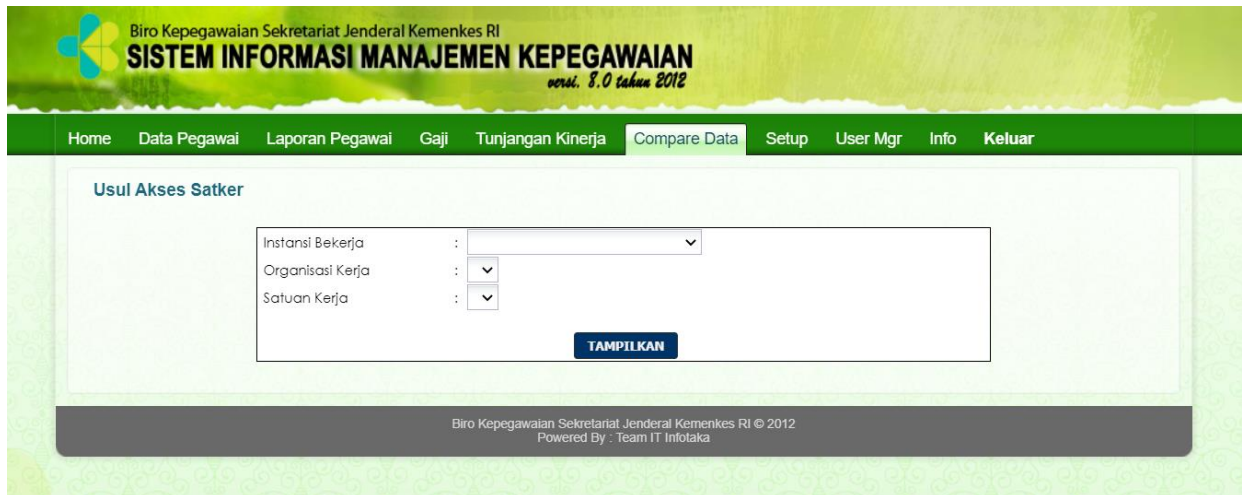 Biro Kepegawaian Sekretariat Jenderal Kemenkes RI
SISTEM INFORMASI MANAJEMEN KEPEGAWAIAN
versi. 8.0 tahun 2012
Home Data Pegawai Laporan Pegawai Gaji Tunjangan Kinerja Compare Data Setup User Mgr Info Keluar
Usul Akses Satker
Instansi Bekerja :
Organisasi Kerja :
Satuan Kerja :
TAMPILKAN
Biro Kepegawaian Sekretariat Jenderal Kemenkes RI © 2012
Powered By : Team IT Infotaka